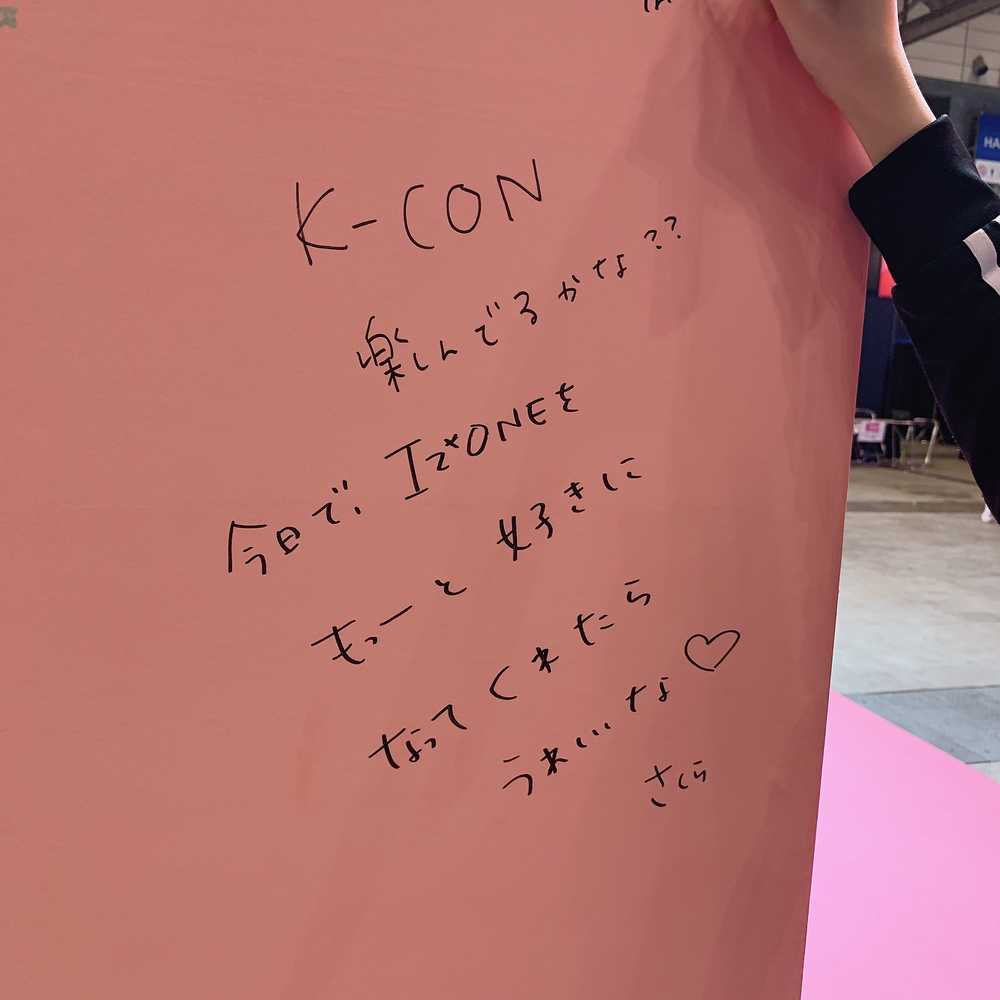 K-CON
楽しんでるかな??
今日で、IZ*ONEを
もっーと 好きに
なってくれたら
うれしいな♡
さくら
HA